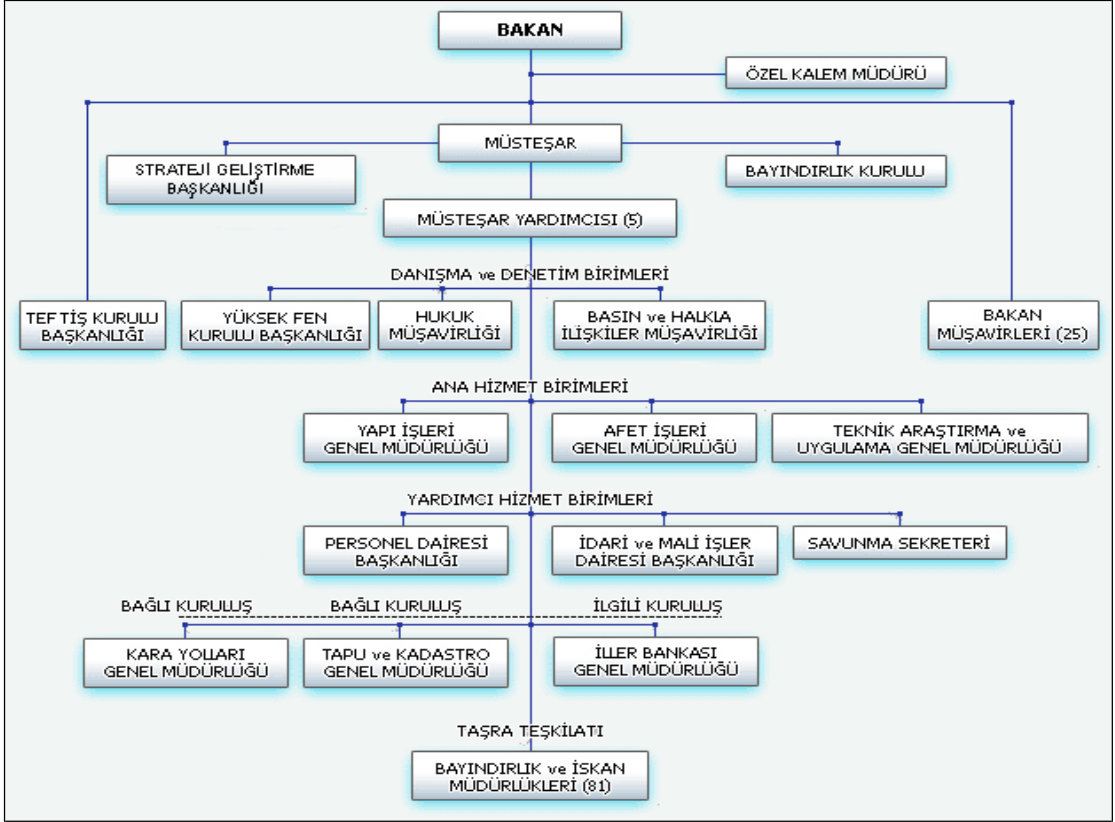 BAKAN
ÖZEL KALEM MÜDÜRÜ
MÜSTEŞAR
STRATEJİ GELİŞTİRME
BAŞKANLIĞI
BAYINDIRLIK KURULU
MÜSTEŞAR YARDIMCISI (5)
DANIŞMA ve DENETİM BİRİMLERİ
TEFTİŞ KURULU
BAŞKANLIĞI
YÜKSEK FEN
KURULU BAŞKANLIĞI
HUKUK
MÜŞAVİRLİĞİ
BASIN ve HALKLA
İLİŞKİLER MÜŞAVİRLİĞİ
BAKAN
MÜŞAVİRLERİ (25)
ANA HİZMET BİRİMLERİ
YAPI İŞLERİ
GENEL MÜDÜRLÜĞÜ
AFET İŞLERİ
GENEL MÜDÜRLÜĞÜ
TEKNİK ARAŞTIRMA ve
UYGULAMA GENEL MÜDÜRLÜĞÜ
YARDIMCI HİZMET BİRİMLERİ
PERSONEL DAİRESİ
BAŞKANLIĞI
İDARİ ve MALİ İŞLER
DAİRESİ BAŞKANLIĞI
SAVUNMA SEKRETERİ
BAĞLI KURULUŞ
BAĞLI KURULUŞ
İLGİLİ KURULUŞ
KARA YOLLARI
GENEL MÜDÜRLÜĞÜ
TAPU ve KADASTRO
GENEL MÜDÜRLÜĞÜ
İLLER BANKASI
GENEL MÜDÜRLÜĞÜ
TAŞRA TEŞKİLATI
BAYINDIRLIK ve İSKAN
MÜDÜRLÜKLERİ (81)